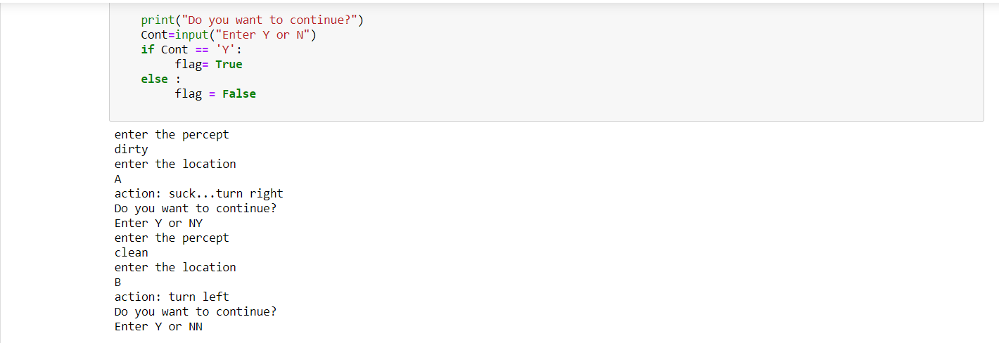 print("Do you want to continue?")
Cont=input("Enter Y or N")
if Cont == 'Y':
flag= True
else :
flag = False
enter the percept
dirty
enter the location
A
action: suck...turn right
Do you want to continue?
Enter Y or NY
enter the percept
clean
enter the location
B
action: turn left
Do you want to continue?
Enter Y or NN